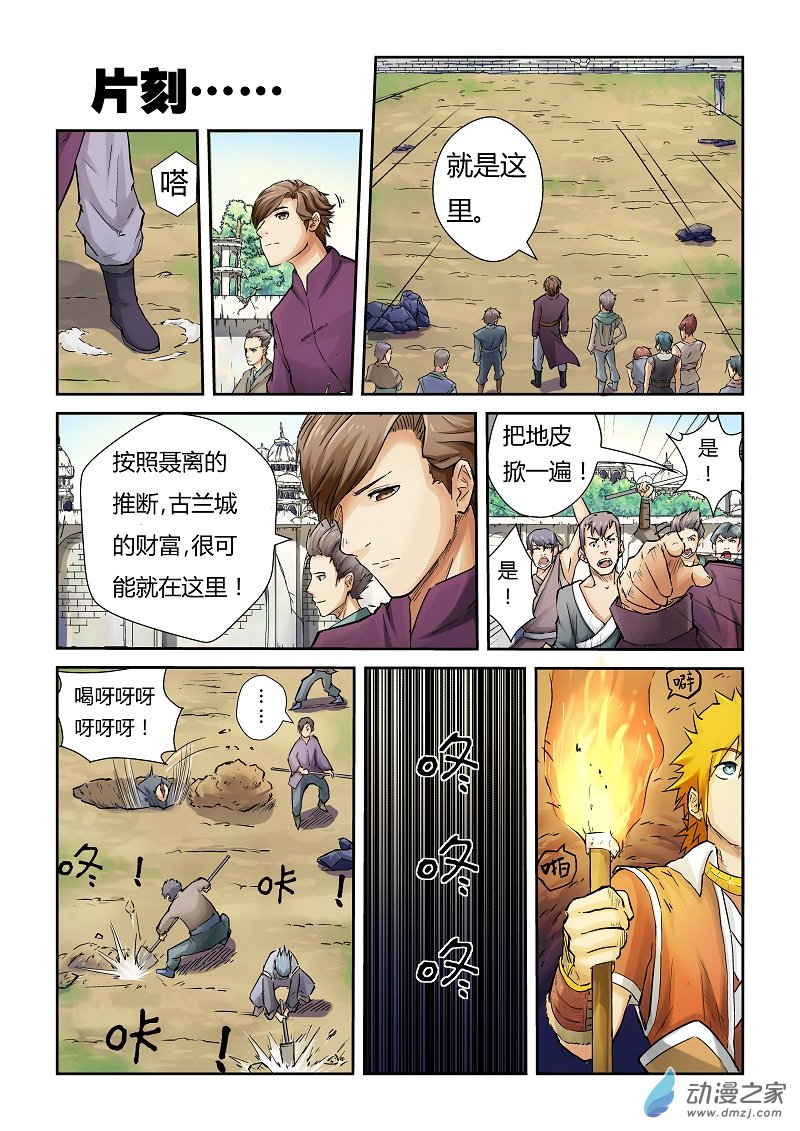 片刻……
嗒
就是这
里。
按照聂离的
推断，古兰城
的财富，很可
能就在这里！
把地皮
掀一遍！
是！
是！
喝呀呀呀
呀呀呀！
……
咚！
咔！
咔！
咚
咚
咚
噼
啪
动漫之家
www.dmzj.com